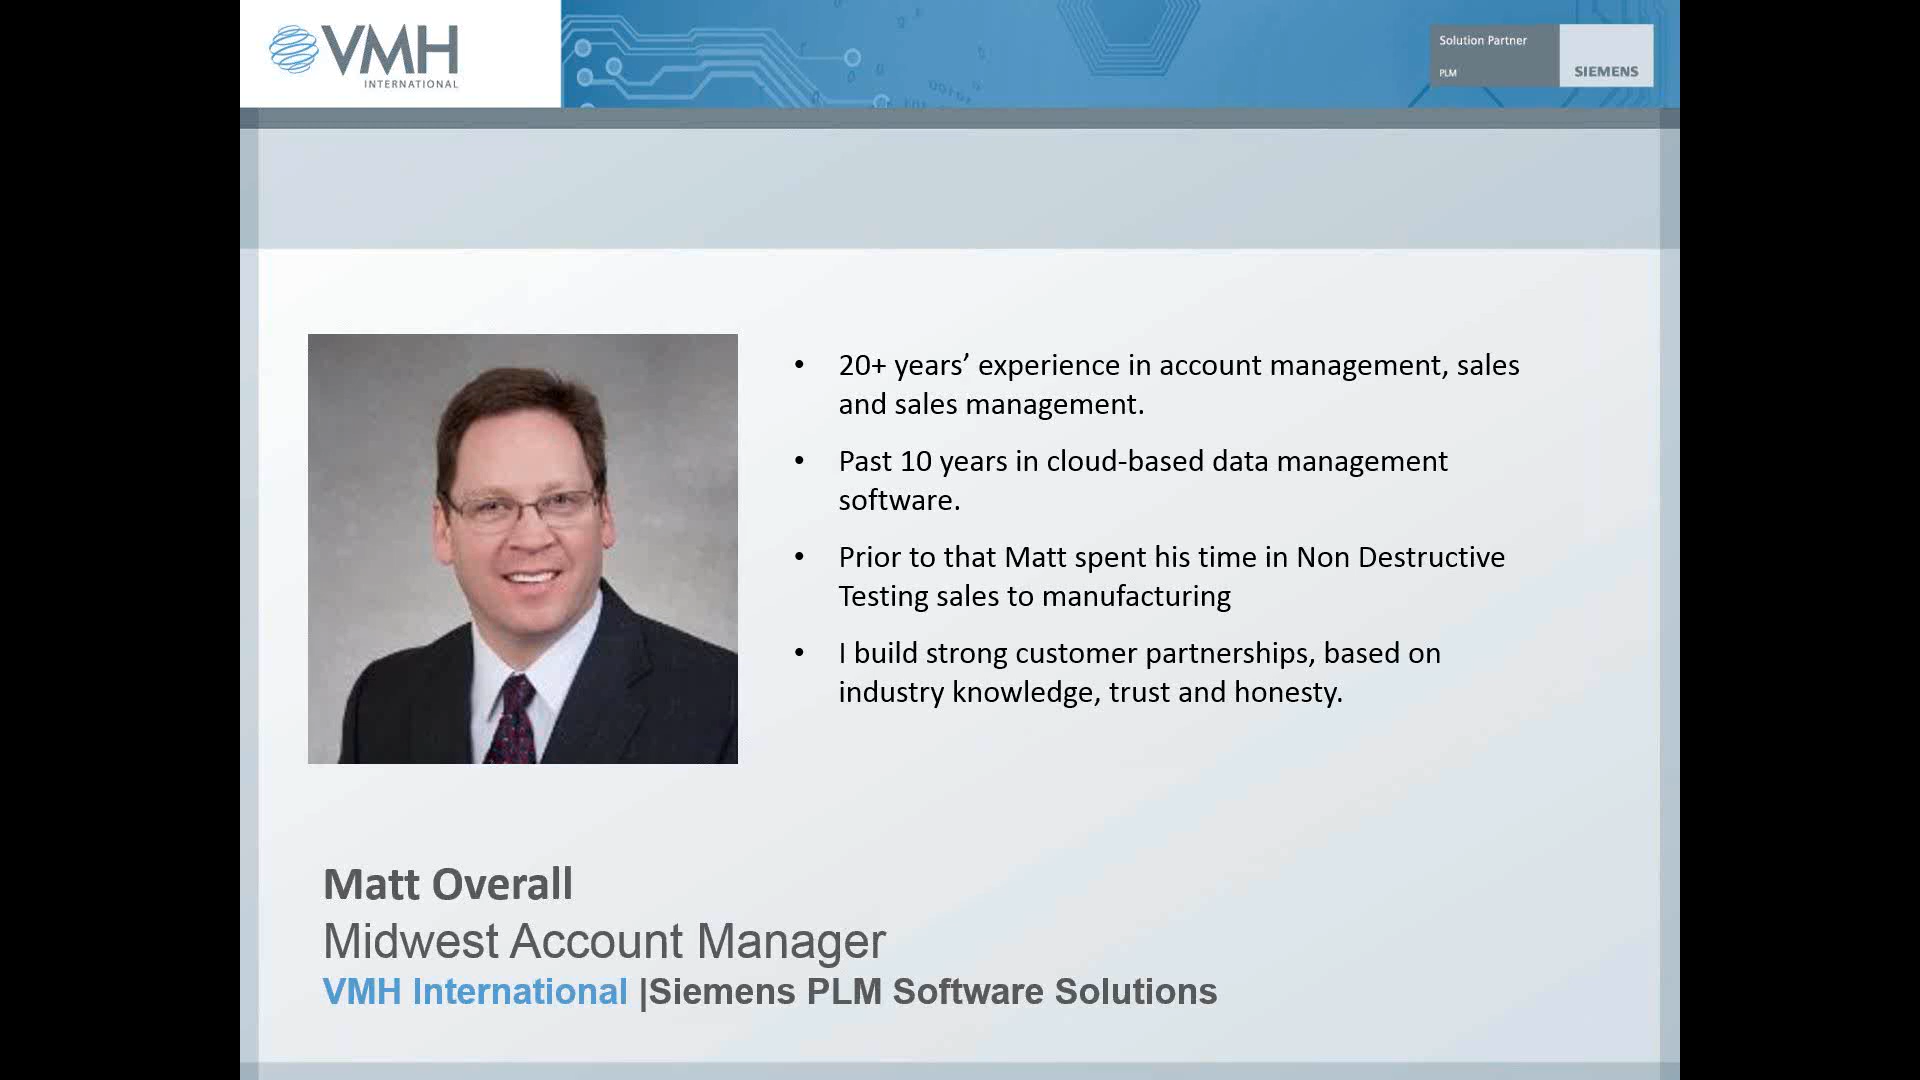 VMH
INTERNATIONAL
Solution Partner
PLM
SIEMENS
• 20+ years’ experience in account management, sales
and sales management.
• Past 10 years in cloud-based data management
software.
• Prior to that Matt spent his time in Non Destructive
Testing sales to manufacturing
• I build strong customer partnerships, based on
industry knowledge, trust and honesty.
Matt Overall
Midwest Account Manager
VMH International |Siemens PLM Software Solutions